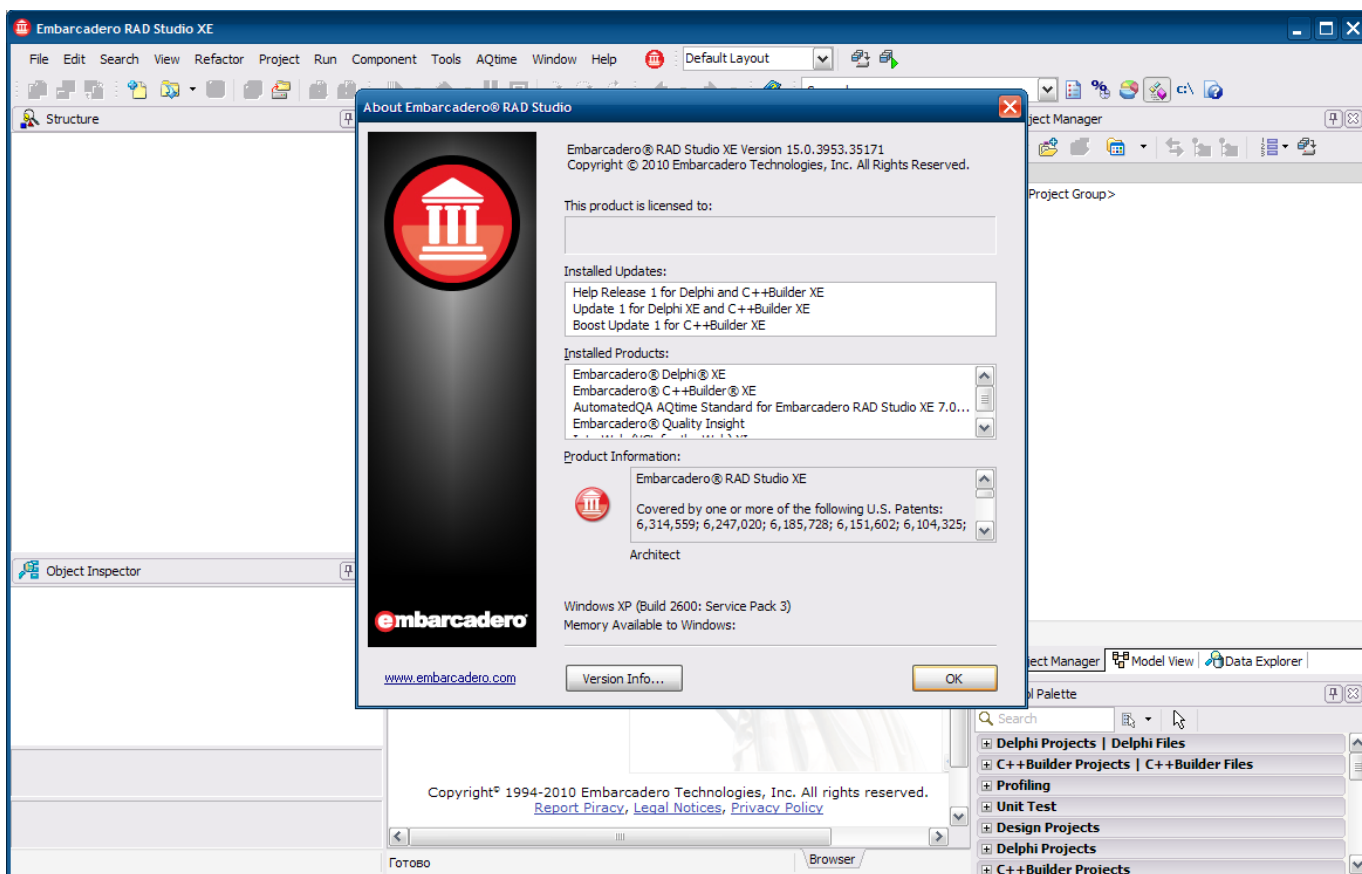 Embarcadero RAD Studio XE
File Edit Search View Refactor Project Run Component Tools AQtime Window Help
Default Layout
c:\
Structure
ject Manager
Project Group>
About Embarcadero® RAD Studio
Embarcadero® RAD Studio XE Version 15.0.3953.35171
Copyright © 2010 Embarcadero Technologies, Inc. All Rights Reserved.
This product is licensed to:
Installed Updates:
Help Release 1 for Delphi and C++Builder XE
Update 1 for Delphi XE and C++Builder XE
Boost Update 1 for C++Builder XE
Installed Products:
Embarcadero® Delphi® XE
Embarcadero® C++Builder® XE
AutomatedQA AQtime Standard for Embarcadero RAD Studio XE 7.0...
Embarcadero® Quality Insight
Product Information:
Embarcadero® RAD Studio XE
Covered by one or more of the following U.S. Patents:
6,314,559; 6,247,020; 6,185,728; 6,151,602; 6,104,325;
Architect
Windows XP (Build 2600: Service Pack 3)
Memory Available to Windows:
embarcadero
www.embarcadero.com
Version Info...
OK
Object Inspector
ject Manager Model View Data Explorer
ol Palette
Search
Delphi Projects | Delphi Files
C++Builder Projects | C++Builder Files
Profiling
Unit Test
Design Projects
Delphi Projects
C++Builder Projects
Copyright© 1994-2010 Embarcadero Technologies, Inc. All rights reserved.
Report Piracy, Legal Notices, Privacy Policy
Готово
Browser